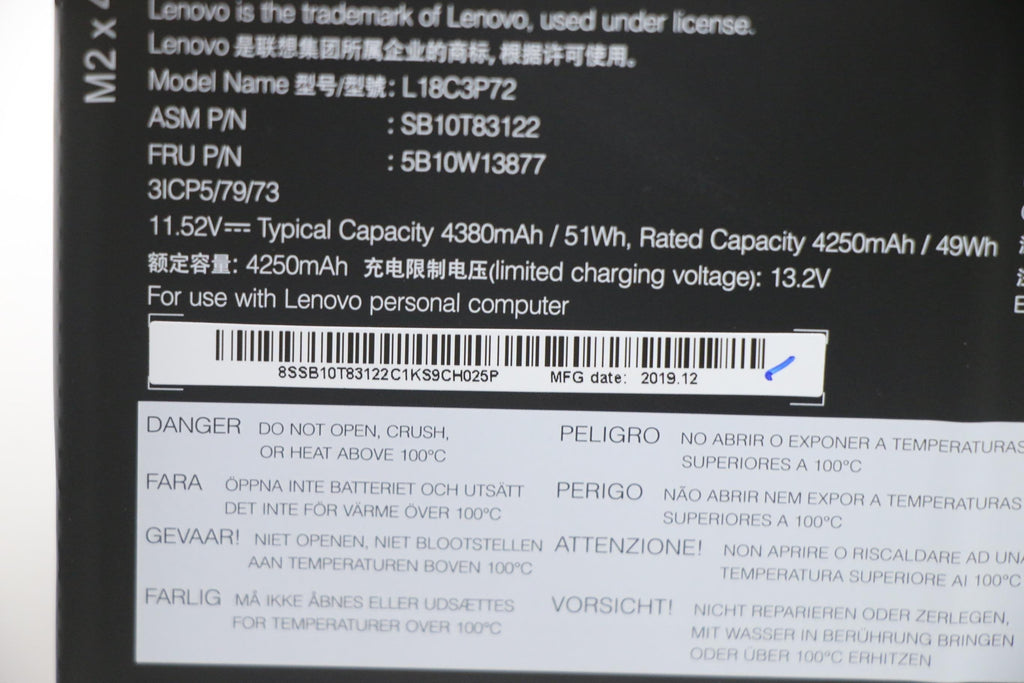 M2 x 4
Lenovo is the trademark of Lenovo, used under license.
Lenovo 是联想集团所属企业的商标, 根据许可使用。
Model Name 型号/型號: L18C3P72
ASM P/N : SB10T83122
FRU P/N : 5B10W13877
3ICP5/79/73
11.52V⎓ Typical Capacity 4380mAh / 51Wh, Rated Capacity 4250mAh / 49Wh
额定容量: 4250mAh 充电限制电压(limited charging voltage): 13.2V
For use with Lenovo personal computer
8SSB10T83122C1KS9CH025P MFG date: 2019.12
DANGER DO NOT OPEN, CRUSH,
OR HEAT ABOVE 100°C
FARA ÖPPNA INTE BATTERIET OCH UTSÄTT
DET INTE FÖR VÄRME ÖVER 100°C
GEVAAR! NIET OPENEN, NIET BLOOTSTELLEN
AAN TEMPERATUREN BOVEN 100°C
FARLIG MÅ IKKE ÅBNES ELLER UDSÆTTES
FOR TEMPERATURER OVER 100°C
PELIGRO NO ABRIR O EXPONER A TEMPERATURAS
SUPERIORES A 100°C
PERIGO NÃO ABRIR NEM EXPOR A TEMPERATURAS
SUPERIORES A 100°C
ATTENZIONE! NON APRIRE O RISCALDARE AD UNA
TEMPERATURA SUPERIORE AI 100°C
VORSICHT! NICHT REPARIEREN ODER ZERLEGEN,
MIT WASSER IN BERÜHRUNG BRINGEN
ODER ÜBER 100°C ERHITZEN